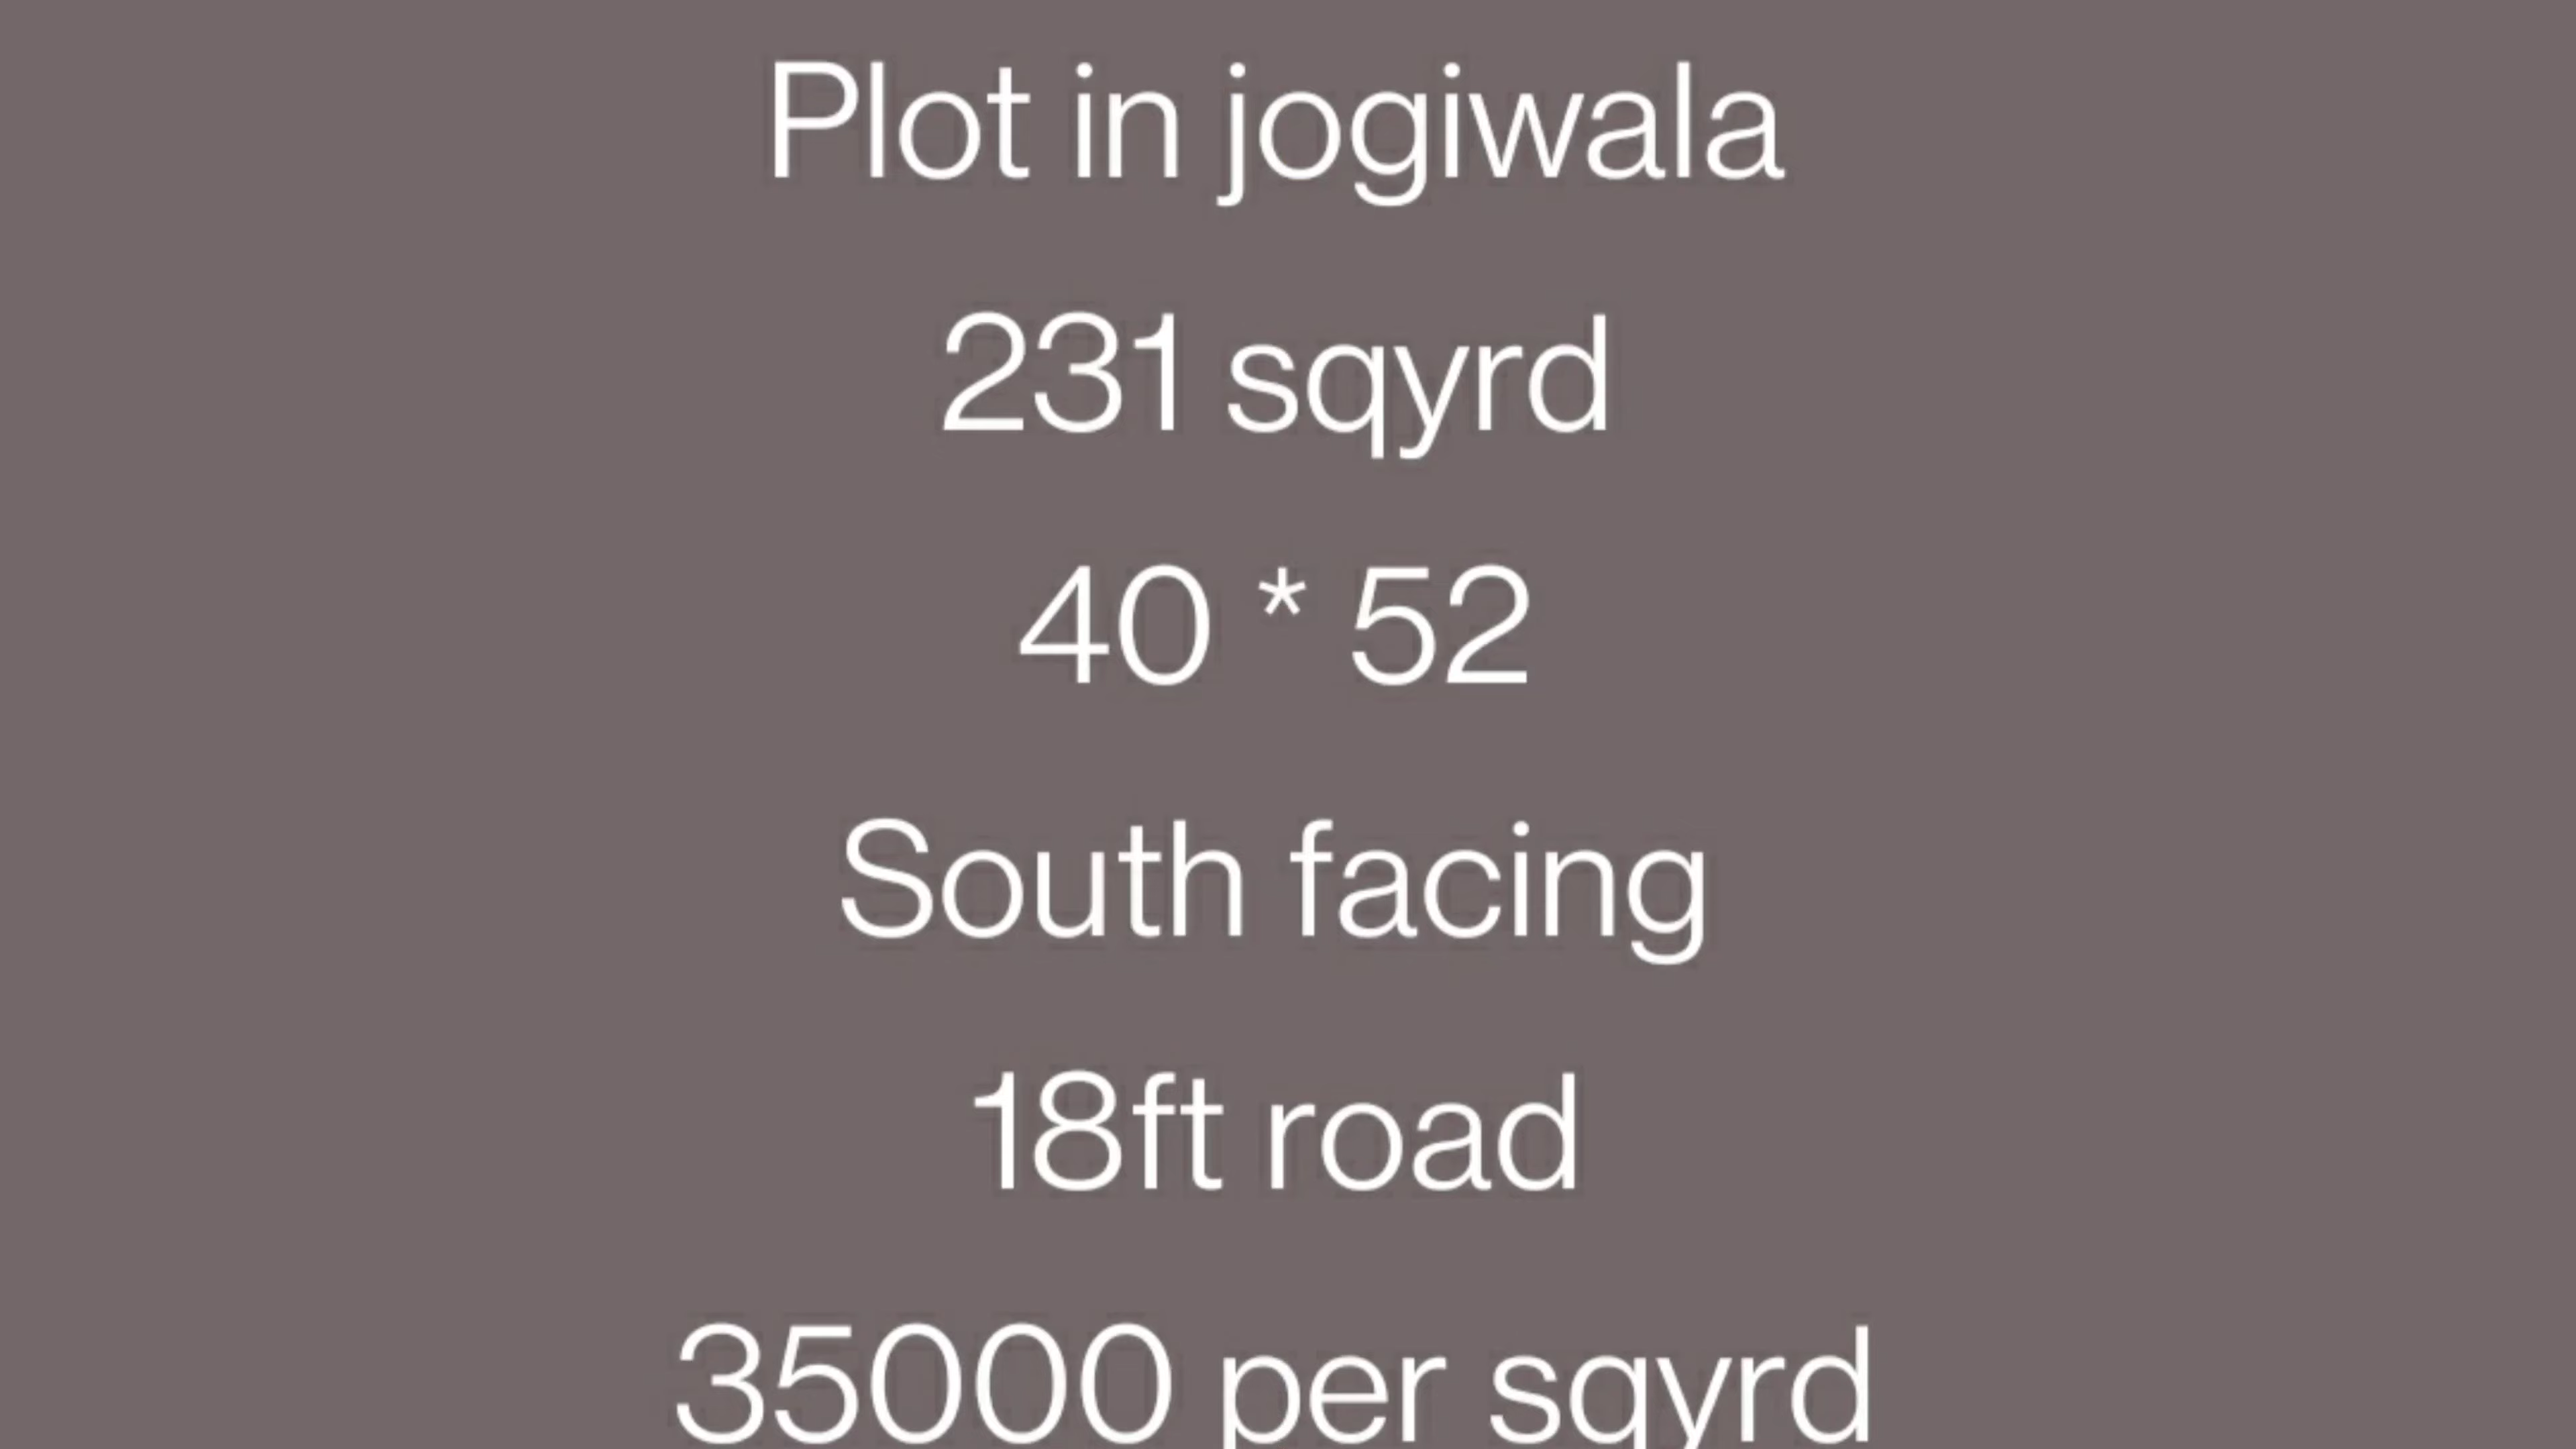 Plot in jogiwala
231 sqyrd
40 * 52
South facing
18ft road
35000 per sqyrd